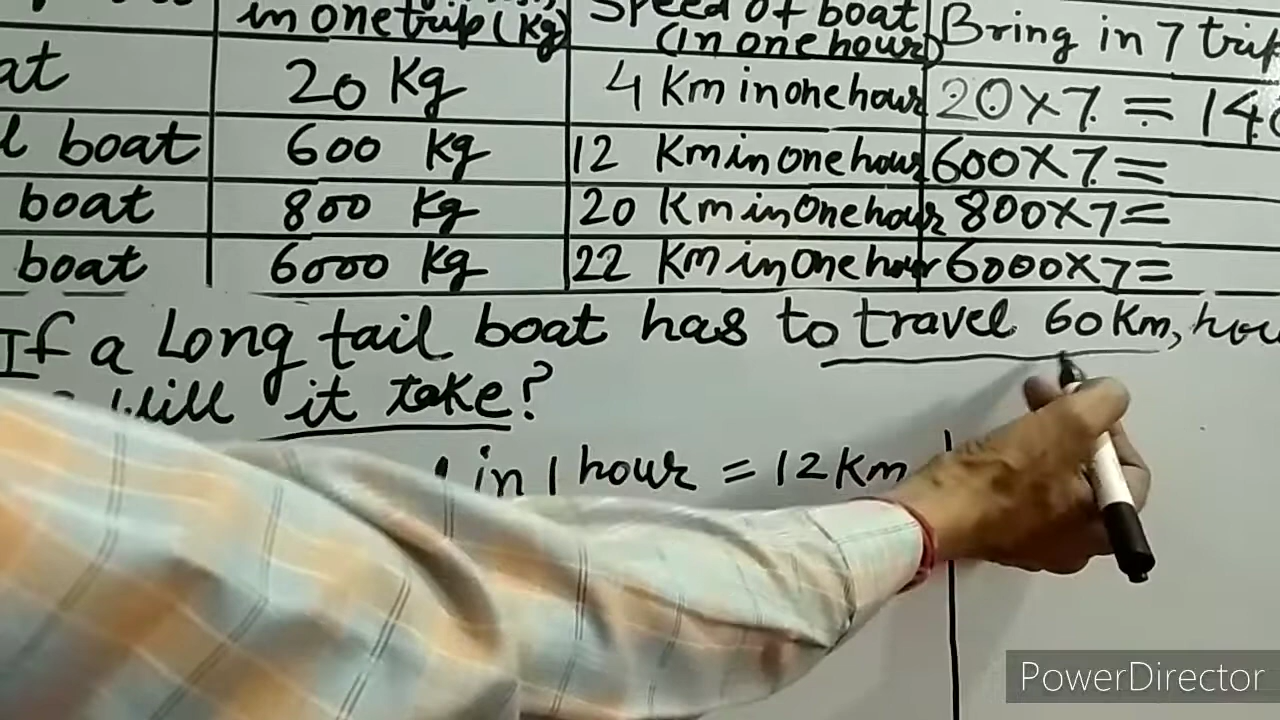 in one trip (Kg) Speed of boat (in one hour) Bring in 7
at 20 Kg 4 Km in one hour 20×7 =
l boat 600 Kg 12 Km in one hour 600×7=
boat 800 Kg 20 Km in One hour 800×7=
boat 6000 Kg 22 Km in One hour 6000×7=
If a Long tail boat has to travel 60 Km,
will it take?
in 1 hour = 12 Km
PowerDirector